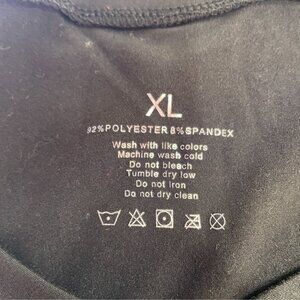 XL
92%POLYESTER 8%SPANDEX
Wash with like colors
Machine wash cold
Do not bleach
Tumble dry low
Do not iron
Do not dry clean